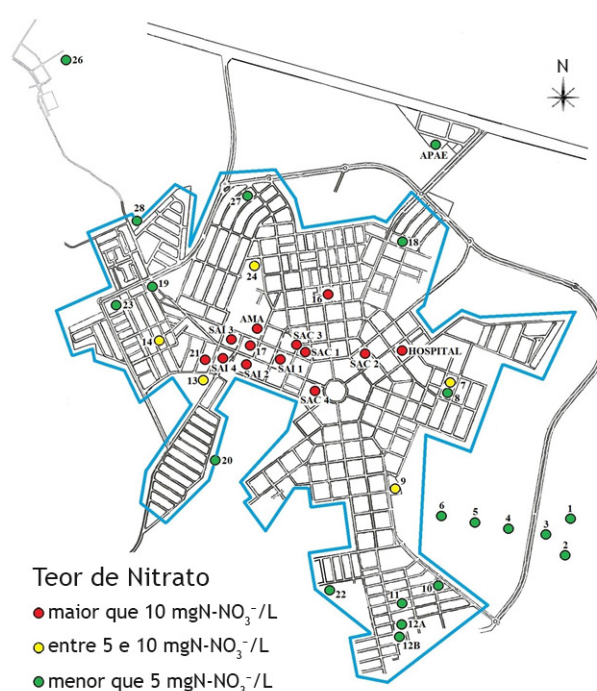 26
N
APAE
27
28
18
24
19
16
23
AMA
SAI 3
SAC 3
14
17
SAC 1
HOSPITAL
21
SAI 4
SAI 2
SAI 1
SAC 2
13
7
8
SAC 4
20
9
6
5
4
3
1
2
22
11
10
12A
12B
Teor de Nitrato
maior que 10 mgN-NO₃⁻/L
entre 5 e 10 mgN-NO₃⁻/L
menor que 5 mgN-NO₃⁻/L